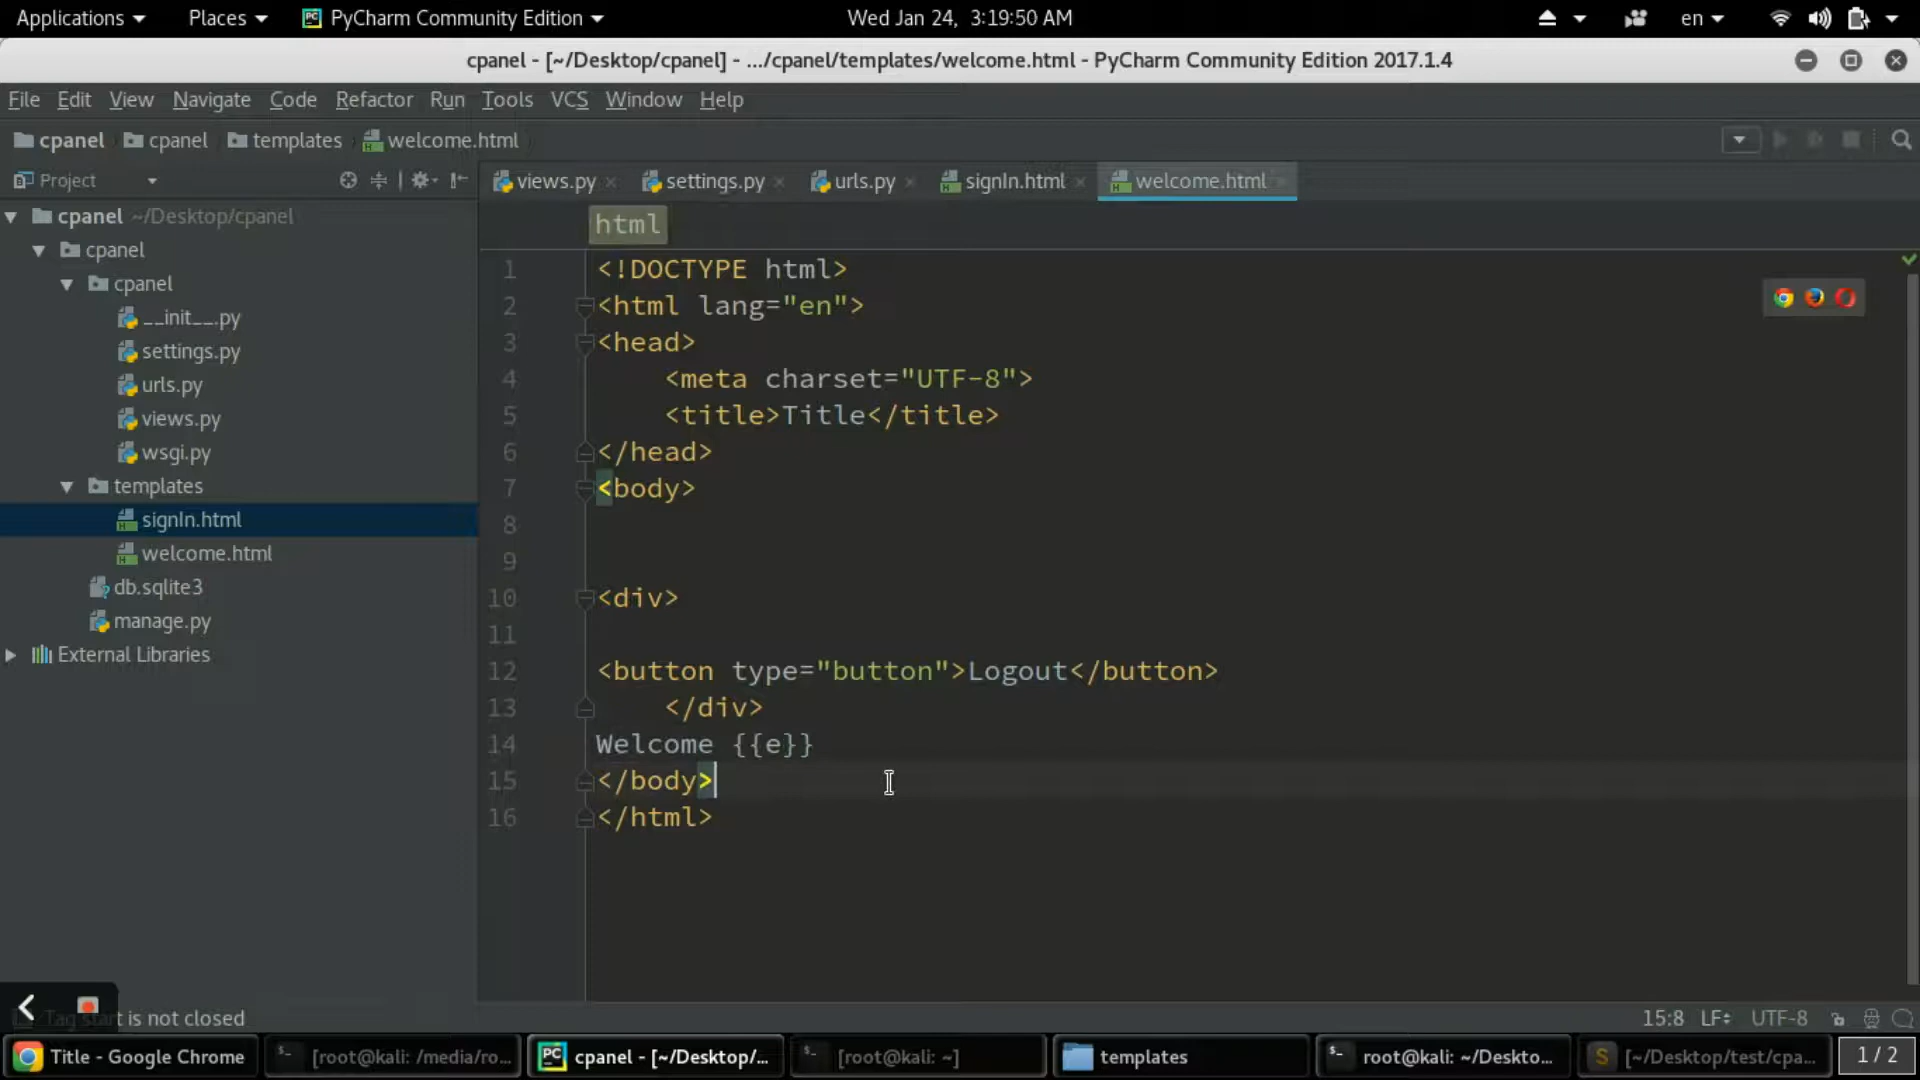 Applications Places PyCharm Community Edition Wed Jan 24, 3:19:50 AM en
cpanel - [~/Desktop/cpanel] - .../cpanel/templates/welcome.html - PyCharm Community Edition 2017.1.4
File Edit View Navigate Code Refactor Run Tools VCS Window Help
cpanel cpanel templates welcome.html
Project views.py settings.py urls.py signIn.html welcome.html
cpanel ~/Desktop/cpanel
cpanel
cpanel
__init__.py
settings.py
urls.py
views.py
wsgi.py
templates
signIn.html
welcome.html
db.sqlite3
manage.py
External Libraries
html
1 <!DOCTYPE html>
2 <html lang="en">
3 <head>
4 <meta charset="UTF-8">
5 <title>Title</title>
6 </head>
7 <body>
8
9
10 <div>
11
12 <button type="button">Logout</button>
13 </div>
14 Welcome {{e}}
15 </body>
16 </html>
Tag start is not closed 15:8 LF UTF-8
Title - Google Chrome [root@kali: /media/ro... cpanel - [~/Desktop/... [root@kali: ~] templates root@kali: ~/Deskto... [~/Desktop/test/cpa... 1 / 2